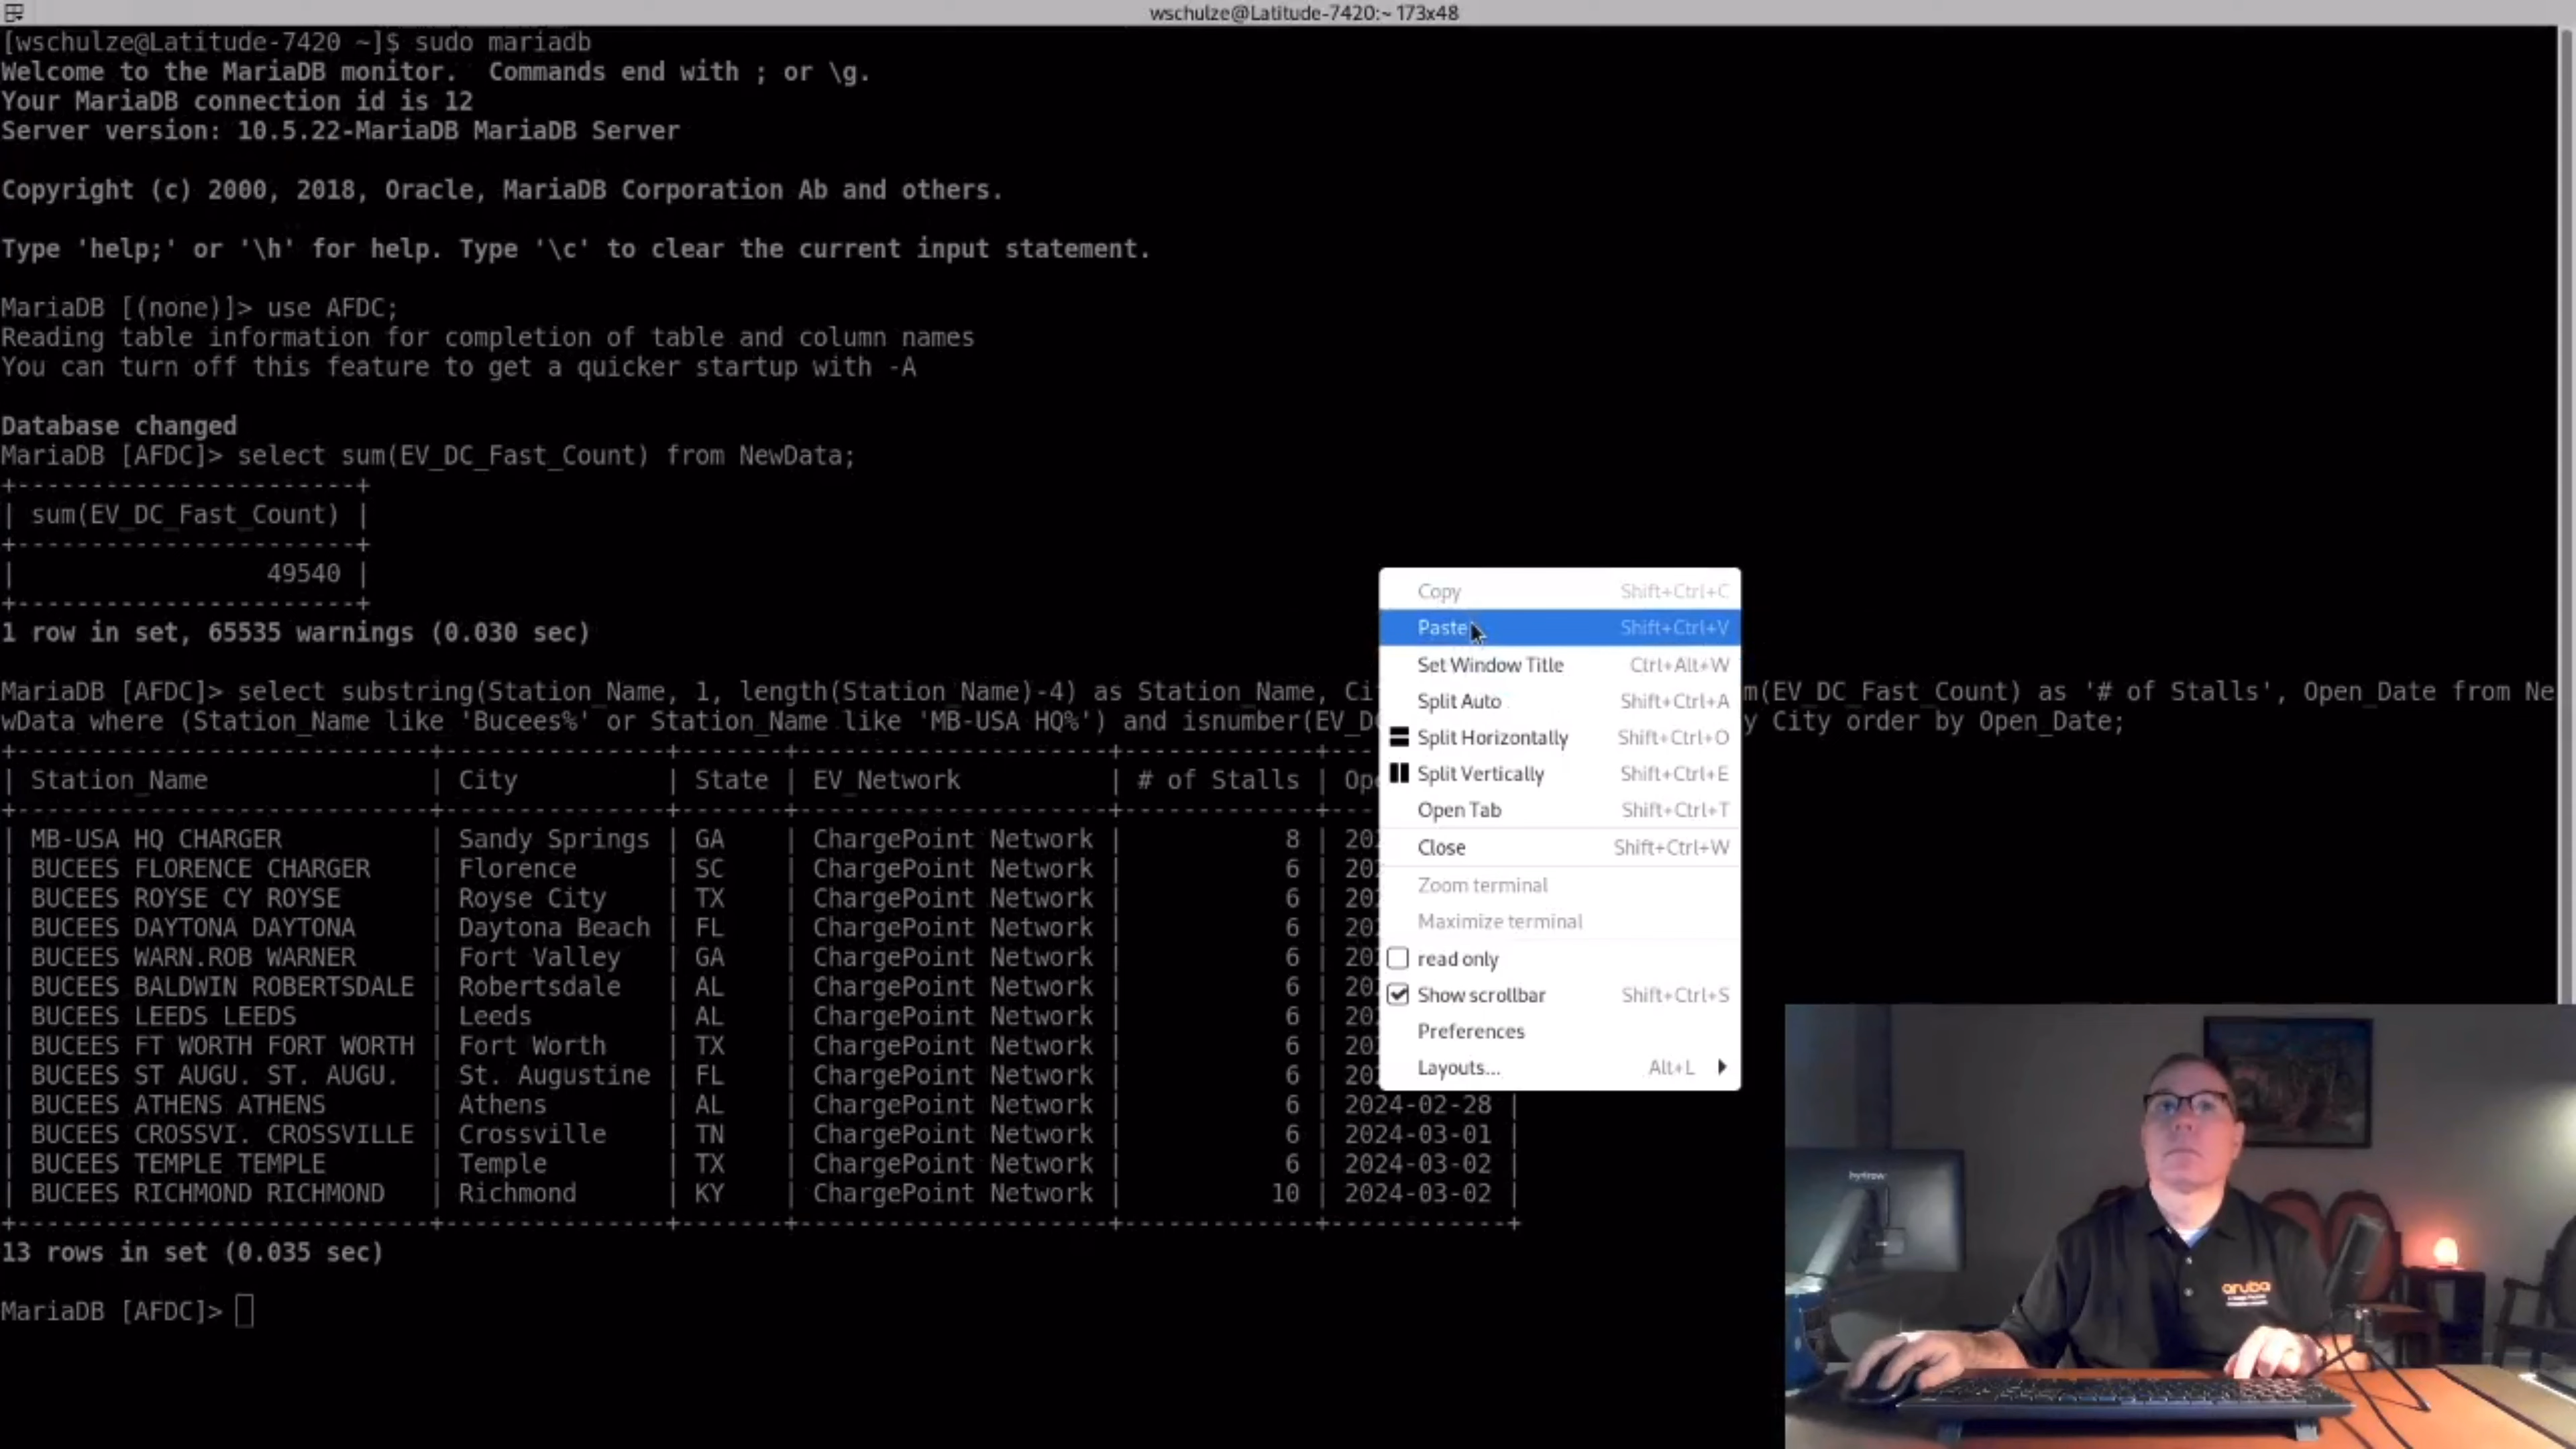 wschulze@Latitude-7420:~ 173x48
[wschulze@Latitude-7420 ~]$ sudo mariadb
Welcome to the MariaDB monitor.  Commands end with ; or \g.
Your MariaDB connection id is 12
Server version: 10.5.22-MariaDB MariaDB Server
Copyright (c) 2000, 2018, Oracle, MariaDB Corporation Ab and others.
Type 'help;' or '\h' for help. Type '\c' to clear the current input statement.
MariaDB [(none)]> use AFDC;
Reading table information for completion of table and column names
You can turn off this feature to get a quicker startup with -A
Database changed
MariaDB [AFDC]> select sum(EV_DC_Fast_Count) from NewData;
+-----------------------+
| sum(EV_DC_Fast_Count) |
+-----------------------+
|                 49540 |
+-----------------------+
1 row in set, 65535 warnings (0.030 sec)
MariaDB [AFDC]> select substring(Station_Name, 1, length(Station_Name)-4) as Station_Name, Ci m(EV_DC_Fast_Count) as '# of Stalls', Open_Date from Ne
wData where (Station_Name like 'Bucees%' or Station_Name like 'MB-USA HQ%') and isnumber(EV_D y City order by Open_Date;
| Station_Name | City | State | EV_Network | # of Stalls | Op
| MB-USA HQ CHARGER | Sandy Springs | GA | ChargePoint Network | 8 | 20
| BUCEES FLORENCE CHARGER | Florence | SC | ChargePoint Network | 6 | 20
| BUCEES ROYSE CY ROYSE | Royse City | TX | ChargePoint Network | 6 | 20
| BUCEES DAYTONA DAYTONA | Daytona Beach | FL | ChargePoint Network | 6 | 20
| BUCEES WARN.ROB WARNER | Fort Valley | GA | ChargePoint Network | 6 | 20
| BUCEES BALDWIN ROBERTSDALE | Robertsdale | AL | ChargePoint Network | 6 | 20
| BUCEES LEEDS LEEDS | Leeds | AL | ChargePoint Network | 6 | 20
| BUCEES FT WORTH FORT WORTH | Fort Worth | TX | ChargePoint Network | 6 | 20
| BUCEES ST AUGU. ST. AUGU. | St. Augustine | FL | ChargePoint Network | 6 | 20
| BUCEES ATHENS ATHENS | Athens | AL | ChargePoint Network | 6 | 2024-02-28 |
| BUCEES CROSSVI. CROSSVILLE | Crossville | TN | ChargePoint Network | 6 | 2024-03-01 |
| BUCEES TEMPLE TEMPLE | Temple | TX | ChargePoint Network | 6 | 2024-03-02 |
| BUCEES RICHMOND RICHMOND | Richmond | KY | ChargePoint Network | 10 | 2024-03-02 |
13 rows in set (0.035 sec)
MariaDB [AFDC]>
Copy Shift+Ctrl+C
Paste Shift+Ctrl+V
Set Window Title Ctrl+Alt+W
Split Auto Shift+Ctrl+A
Split Horizontally Shift+Ctrl+O
Split Vertically Shift+Ctrl+E
Open Tab Shift+Ctrl+T
Close Shift+Ctrl+W
Zoom terminal
Maximize terminal
read only
Show scrollbar Shift+Ctrl+S
Preferences
Layouts... Alt+L
aruba